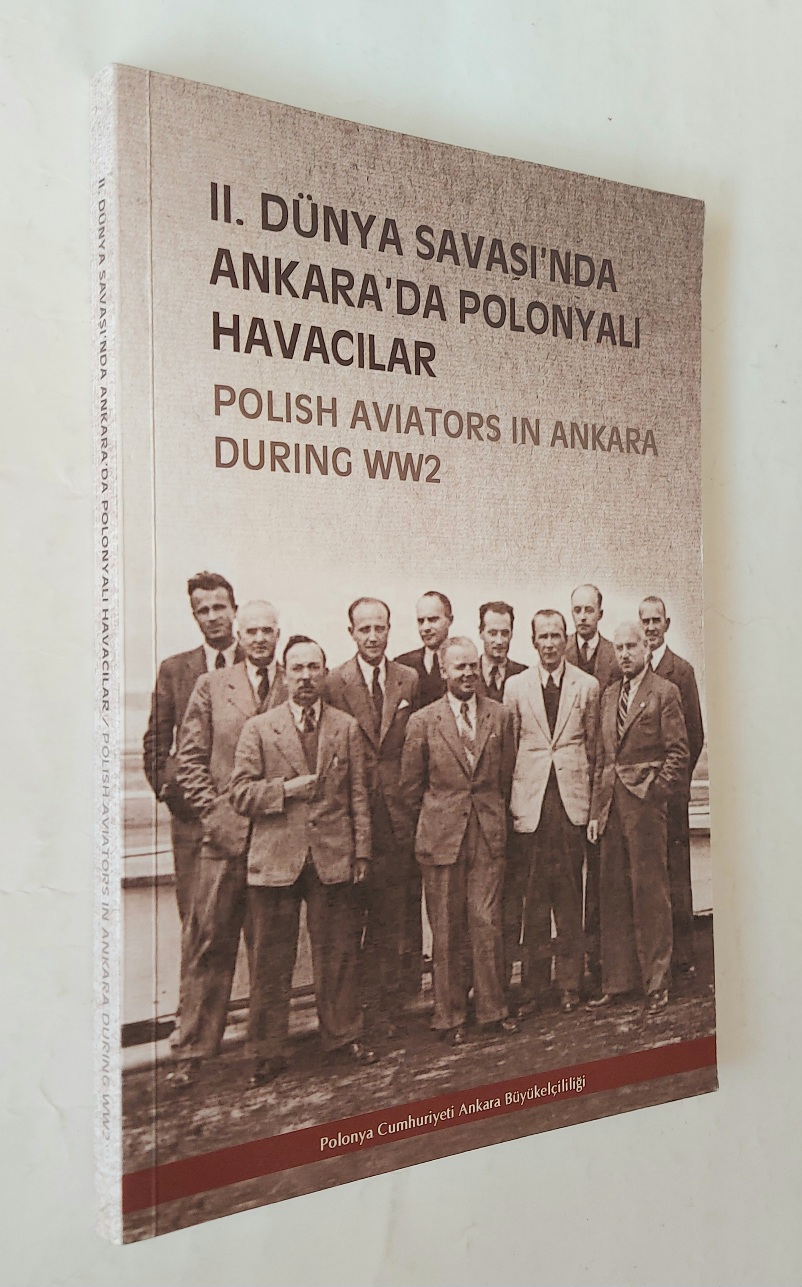 II. DÜNYA SAVAŞI'NDA
ANKARA'DA POLONYALI
HAVACILAR
POLISH AVIATORS IN ANKARA
DURING WW2
Polonya Cumhuriyeti Ankara Büyükelçililiği
II. DÜNYA SAVAŞI'NDA ANKARA'DA POLONYALI HAVACILAR / POLISH AVIATORS IN ANKARA DURING WW2